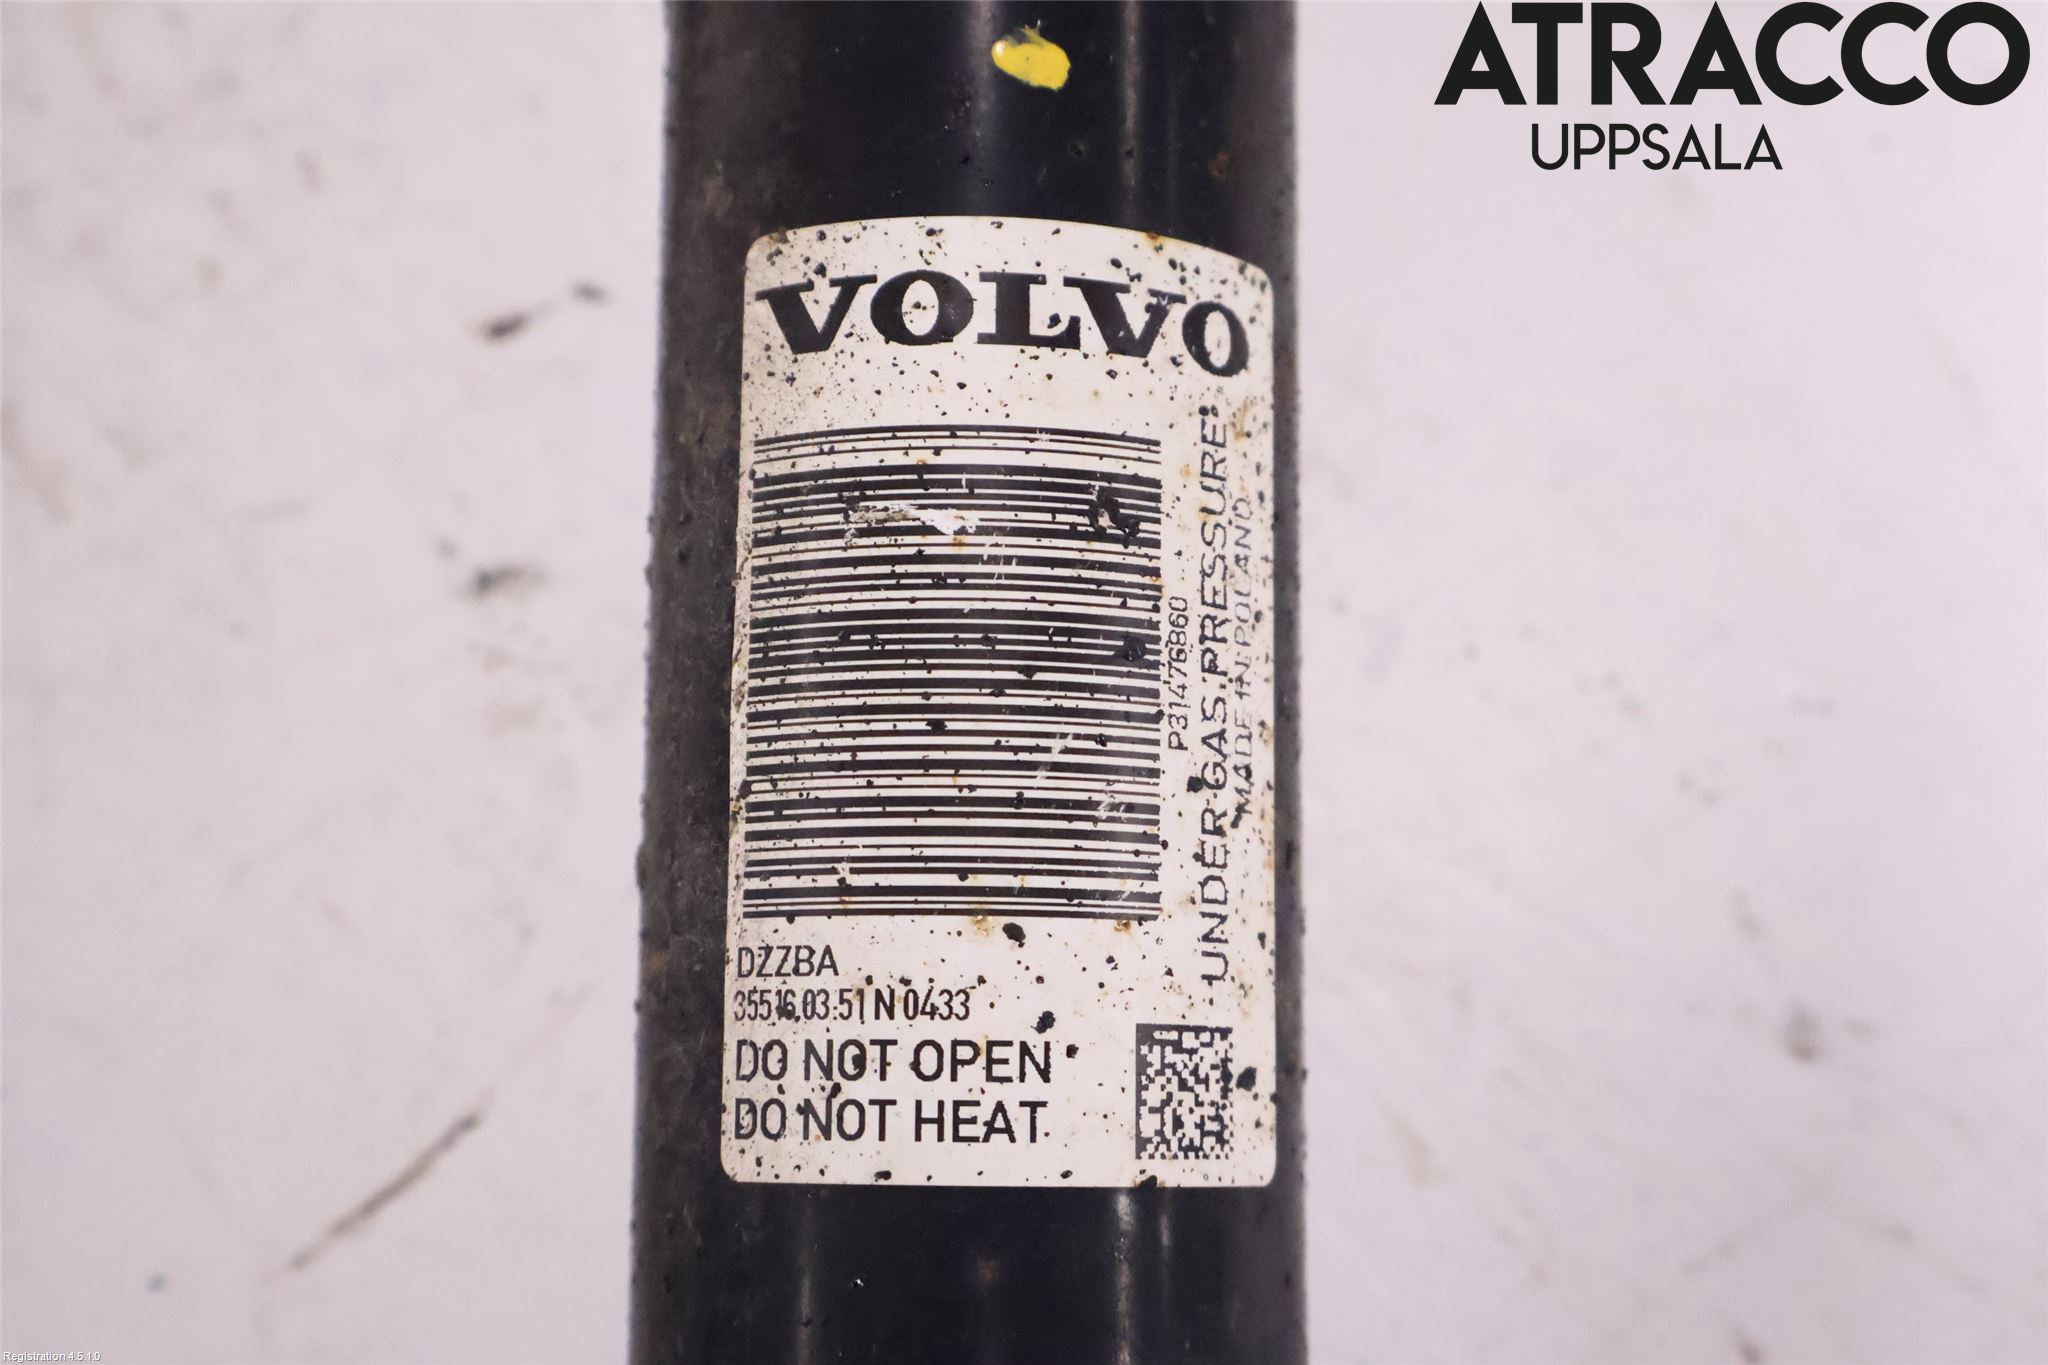 ATRACCO
UPPSALA
VOLVO
P31476860
UNDER GAS PRESSURE!
MADE IN POLAND
DZZBA
35516.03.51 N 0433
DO NOT OPEN
DO NOT HEAT
Registration 4.5.1.0